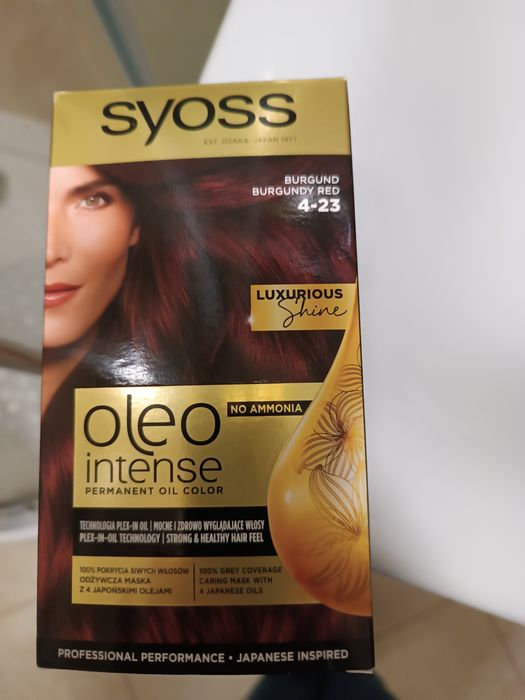 syoss
EST. OSAKA, JAPAN 1977
BURGUND
BURGUNDY RED
4-23
LUXURIOUS
Shine
NO AMMONIA
oleo
intense
PERMANENT OIL COLOR
TECHNOLOGIA PLEX-IN OIL | MOCNE I ZDROWO WYGLĄDAJĄCE WŁOSY
PLEX-IN-OIL TECHNOLOGY | STRONG & HEALTHY HAIR FEEL
100% POKRYCIA SIWYCH WŁOSÓW
ODŻYWCZA MASKA
Z 4 JAPOŃSKIMI OLEJAMI
100% GREY COVERAGE
CARING MASK WITH
4 JAPANESE OILS
PROFESSIONAL PERFORMANCE • JAPANESE INSPIRED